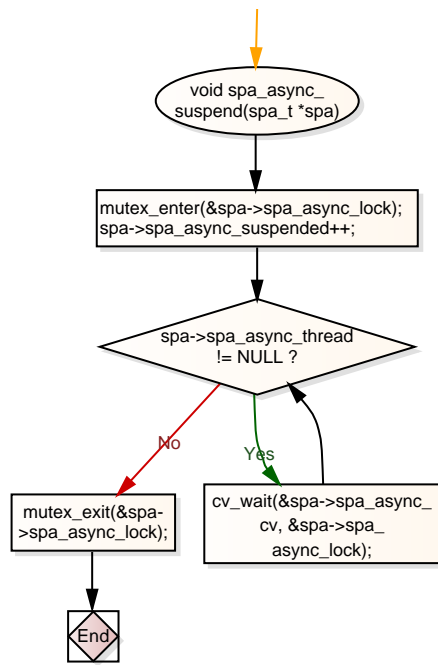 void spa_async_
suspend(spa_t *spa)
mutex_enter(&spa->spa_async_lock);
spa->spa_async_suspended++;
spa->spa_async_thread
!= NULL ?
No
Yes
mutex_exit(&spa-
>spa_async_lock);
cv_wait(&spa->spa_async_
cv, &spa->spa_
async_lock);
End